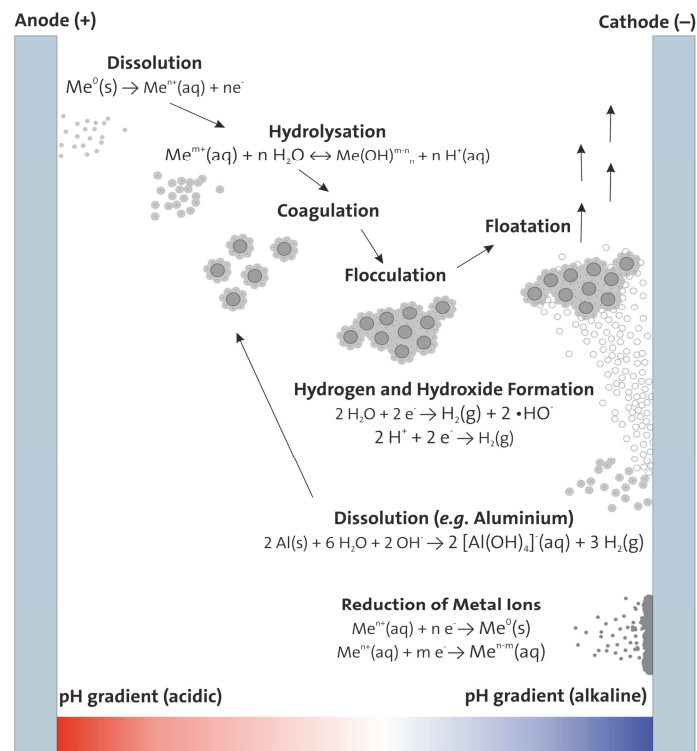 Anode (+)
Cathode (–)
Dissolution
Me⁰(s) → Meⁿ⁺(aq) + ne⁻
Hydrolysation
Meᵐ⁺(aq) + n H₂O ↔ Me(OH)ᵐ⁻ⁿₙ + n H⁺(aq)
Coagulation
Floatation
Flocculation
Hydrogen and Hydroxide Formation
2 H₂O + 2 e⁻ → H₂(g) + 2 •HO⁻
2 H⁺ + 2 e⁻ → H₂(g)
Dissolution (e.g. Aluminium)
2 Al(s) + 6 H₂O + 2 OH⁻ → 2 [Al(OH)₄]⁻(aq) + 3 H₂(g)
Reduction of Metal Ions
Meⁿ⁺(aq) + n e⁻ → Me⁰(s)
Meⁿ⁺(aq) + m e⁻ → Meⁿ⁻ᵐ(aq)
pH gradient (acidic)
pH gradient (alkaline)